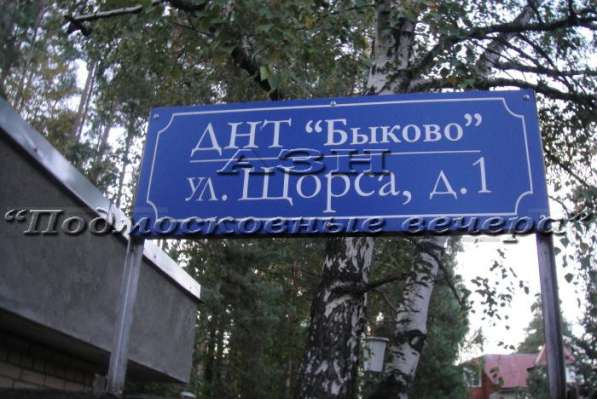 ДНТ "Быково"
АЗН
ул. Щорса, д.1
"Подмосковные вечера"